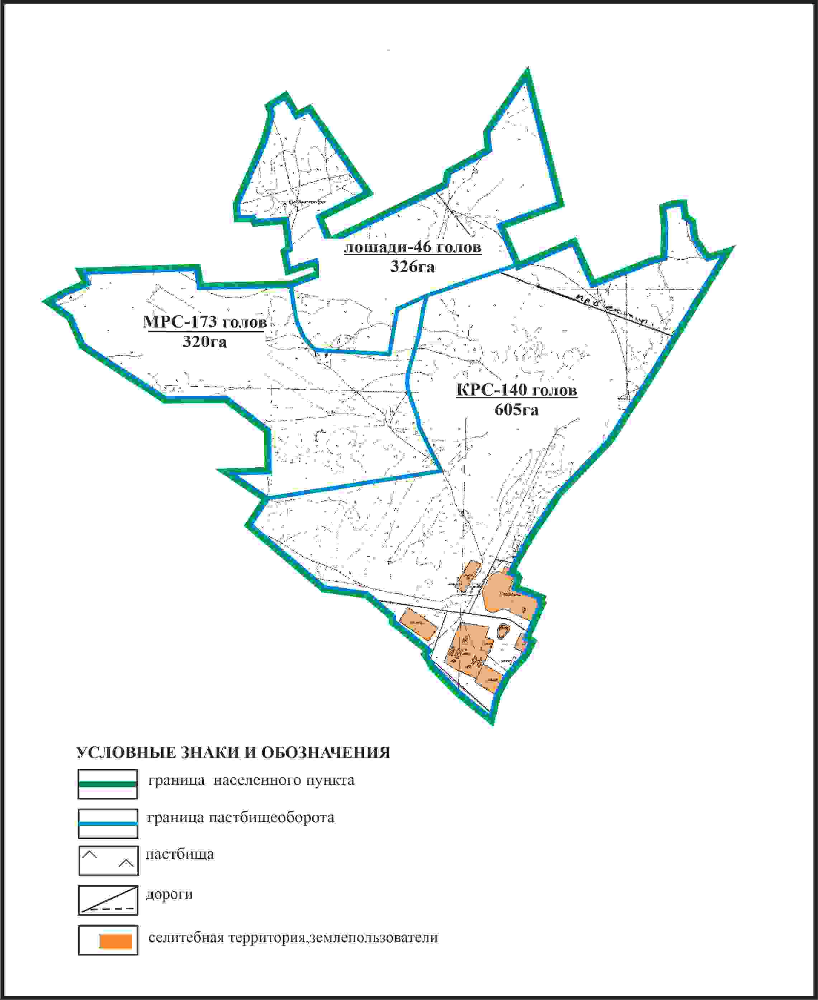 лошади-46 голов
326га
МРС-173 голов
320га
КРС-140 голов
605га
УСЛОВНЫЕ ЗНАКИ И ОБОЗНАЧЕНИЯ
граница населенного пункта
граница пастбищеоборота
пастбища
дороги
селитебная территория,землепользователи